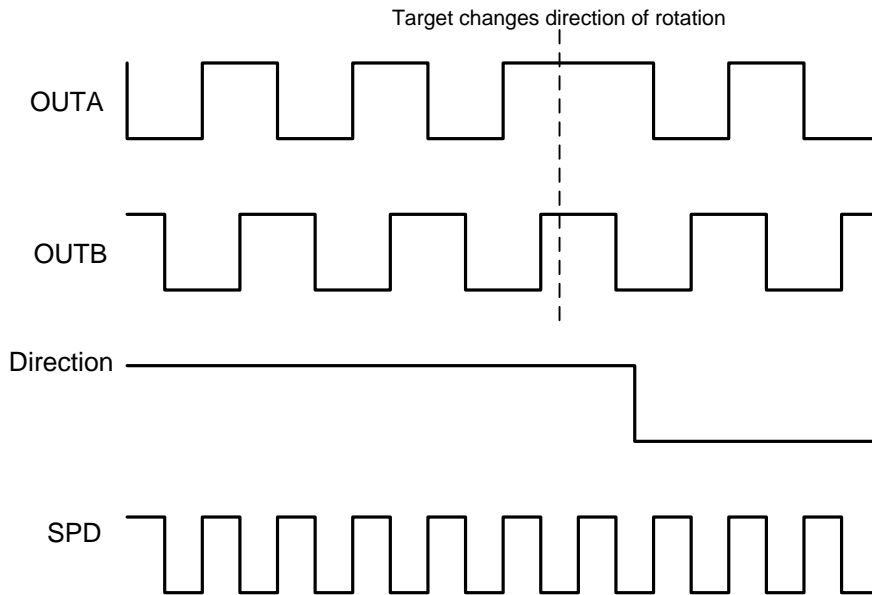 Target changes direction of rotation
OUTA
OUTB
Direction
SPD